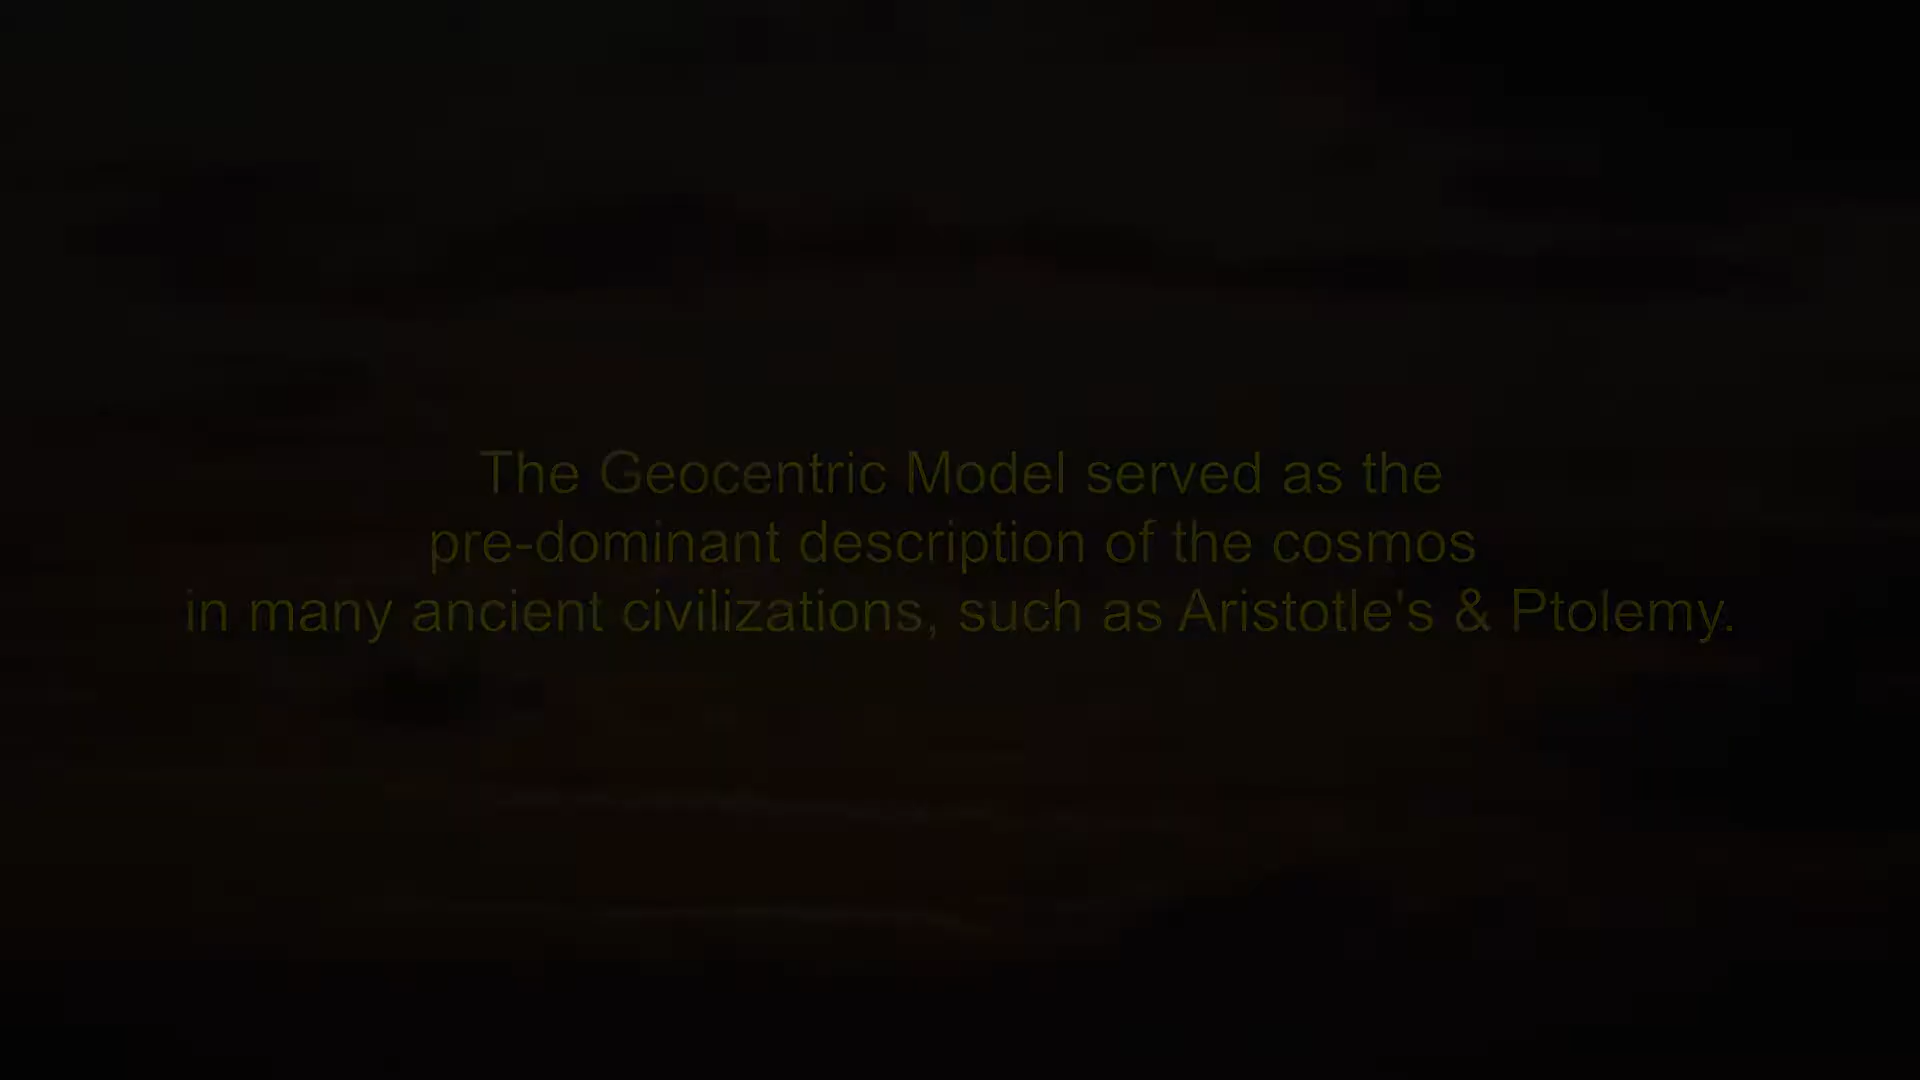 The Geocentric Model served as the
pre-dominant description of the cosmos
in many ancient civilizations, such as Aristotle's & Ptolemy.